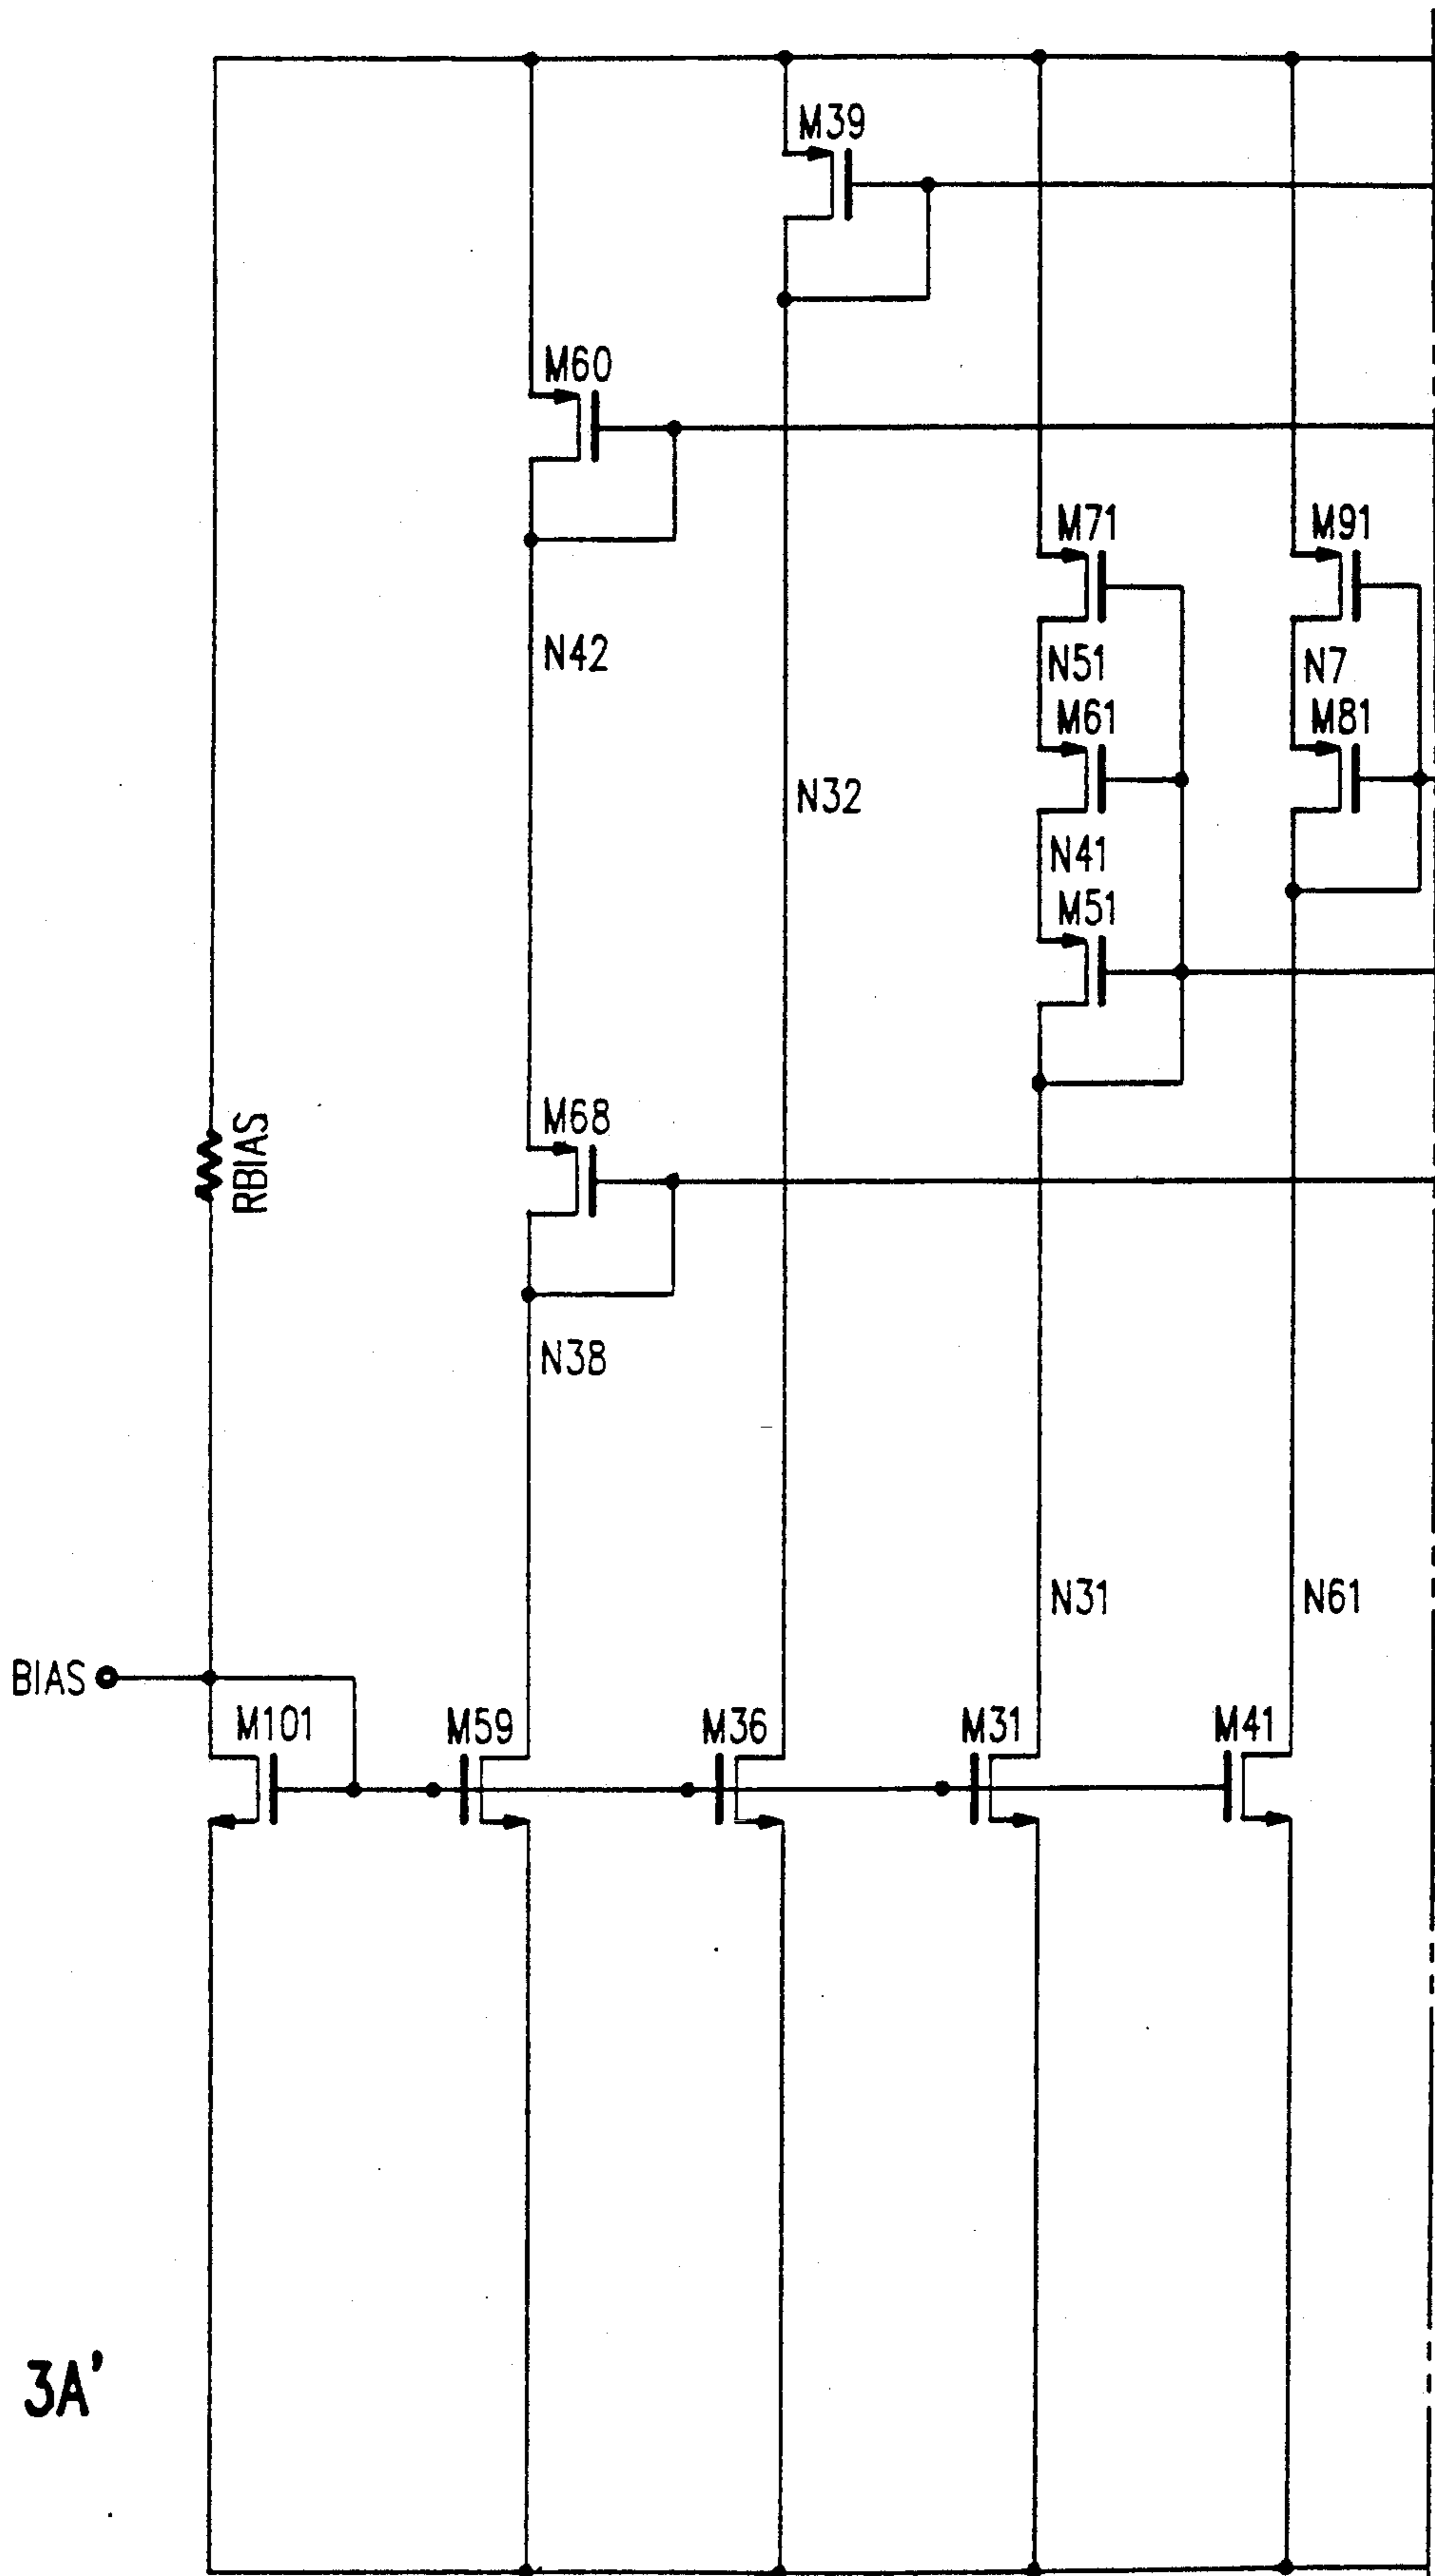 M39
M60
M71
M91
N42
N51
N7
M61
M81
N32
N41
M51
M68
RBIAS
N38
N31
N61
BIAS
M101
M59
M36
M31
M41
3A'